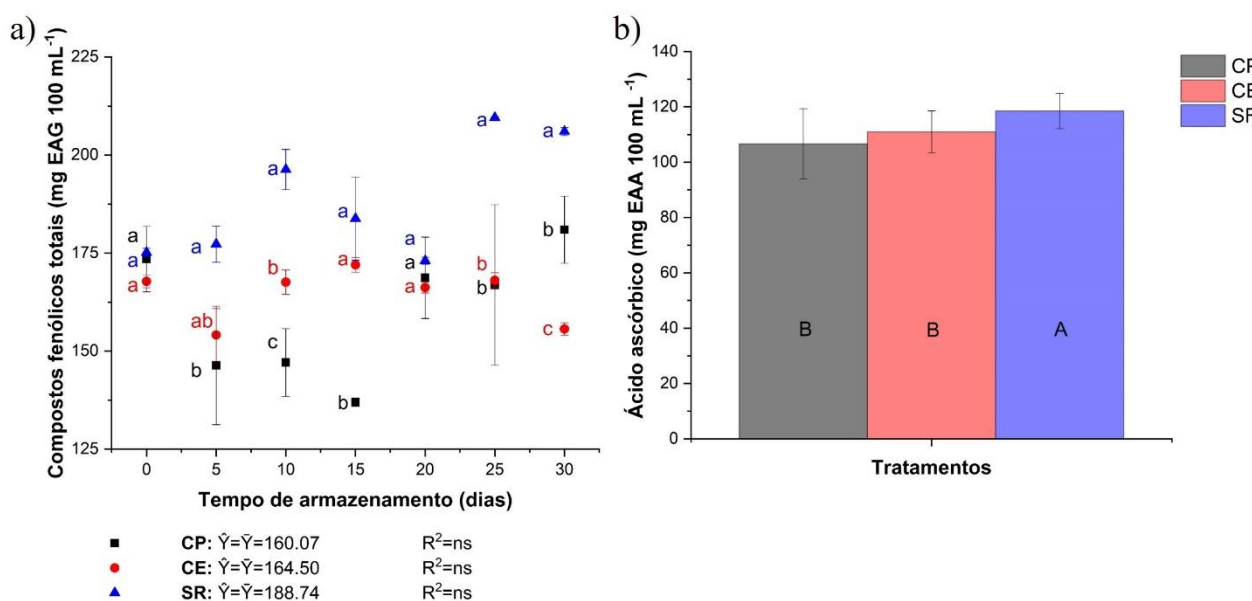 a)
Compostos fenólicos totais (mg EAG 100 mL⁻¹)
225
200
175
150
125
a
a
a
a
ab
b
a
b
c
a
a
b
a
a
a
a
b
b
a
b
c
0 5 10 15 20 25 30
Tempo de armazenamento (dias)
CP: Ŷ=Ȳ=160.07 R²=ns
CE: Ŷ=Ȳ=164.50 R²=ns
SR: Ŷ=Ȳ=188.74 R²=ns
b)
Ácido ascórbico (mg EAA 100 mL⁻¹)
140
120
100
80
60
40
20
0
B B A
Tratamentos